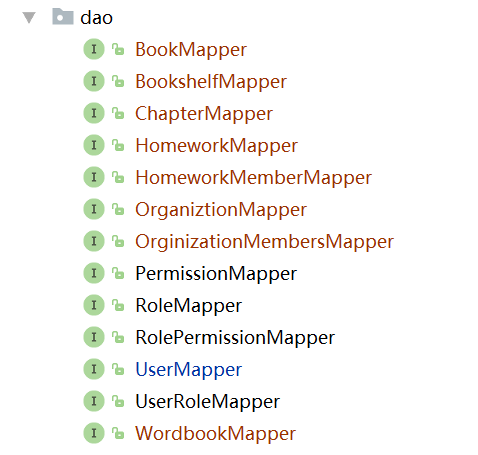 dao
I BookMapper
I BookshelfMapper
I ChapterMapper
I HomeworkMapper
I HomeworkMemberMapper
I OrganiztionMapper
I OrginizationMembersMapper
I PermissionMapper
I RoleMapper
I RolePermissionMapper
I UserMapper
I UserRoleMapper
I WordbookMapper